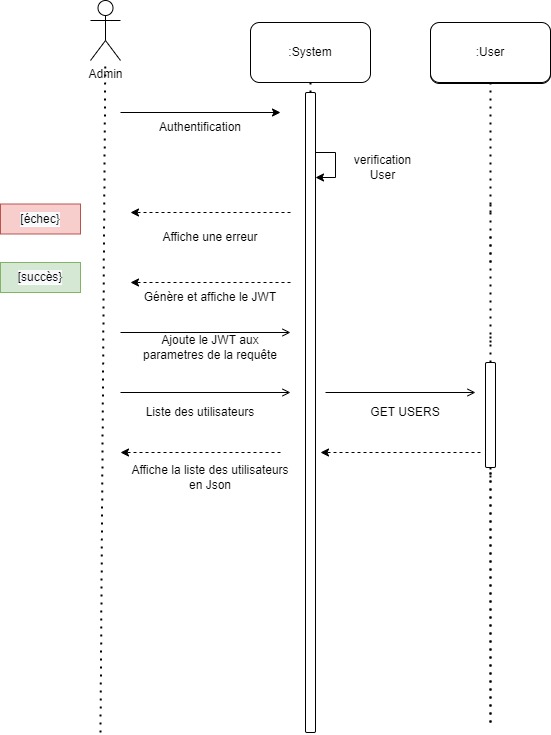 :System
:User
Admin
Authentification
verification
User
[échec}
Affiche une erreur
[succès}
Génère et affiche le JWT
Ajoute le JWT aux
parametres de la requête
Liste des utilisateurs
GET USERS
Affiche la liste des utilisateurs
en Json